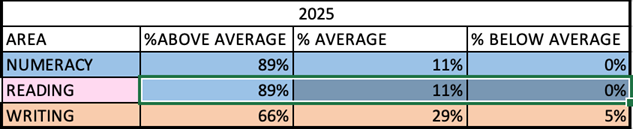 2025
AREA %ABOVE AVERAGE % AVERAGE % BELOW AVERAGE
NUMERACY 89% 11% 0%
READING 89% 11% 0%
WRITING 66% 29% 5%